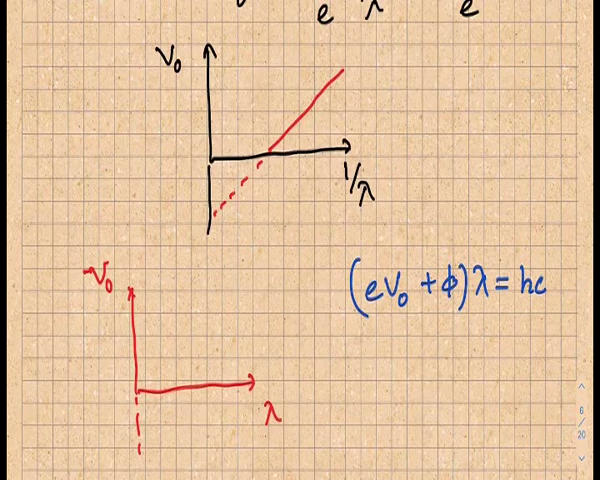 e λ e
V₀
1/λ
-V₀
(eV₀ + φ) λ = hc
λ
6
/
20